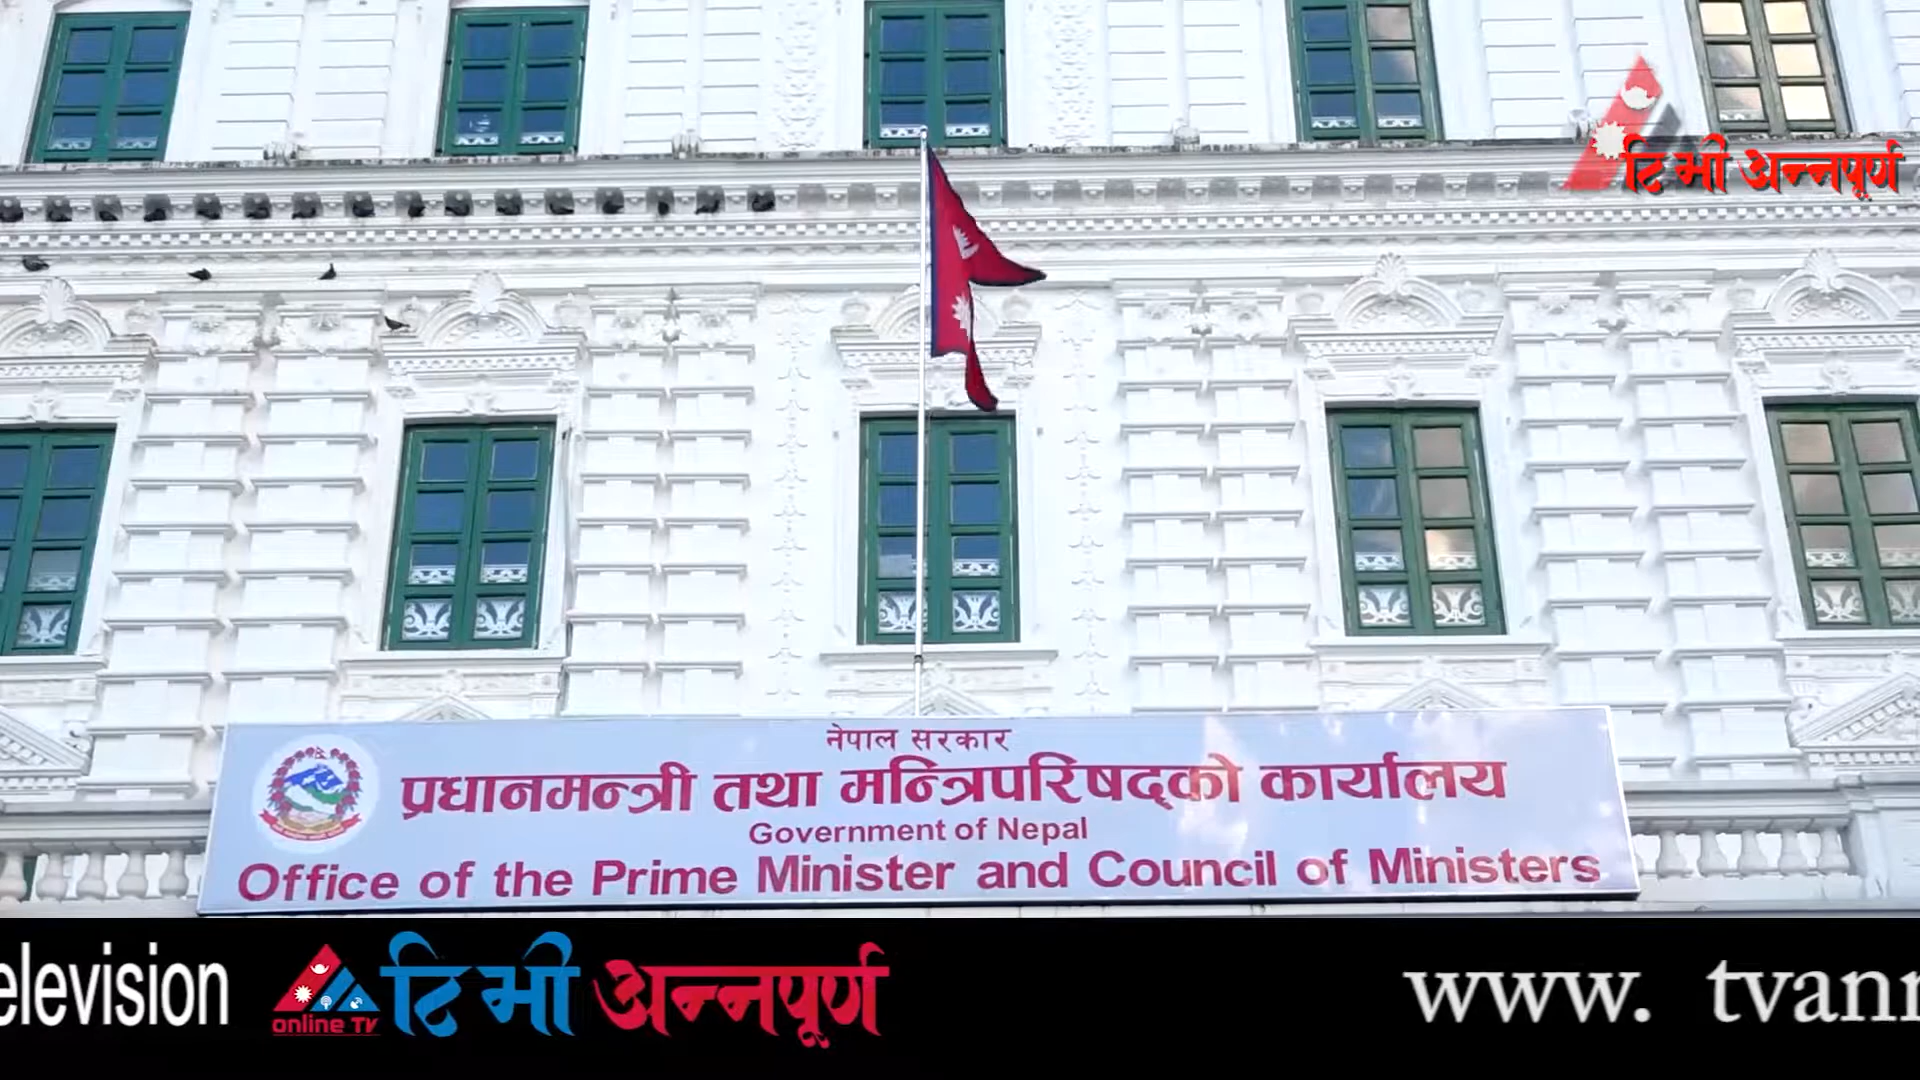 टिभी अन्नपूर्ण
नेपाल सरकार
प्रधानमन्त्री तथा मन्त्रिपरिषद्को कार्यालय
Government of Nepal
Office of the Prime Minister and Council of Ministers
elevision
online Tv
टिभी अन्नपूर्ण
www. tvann